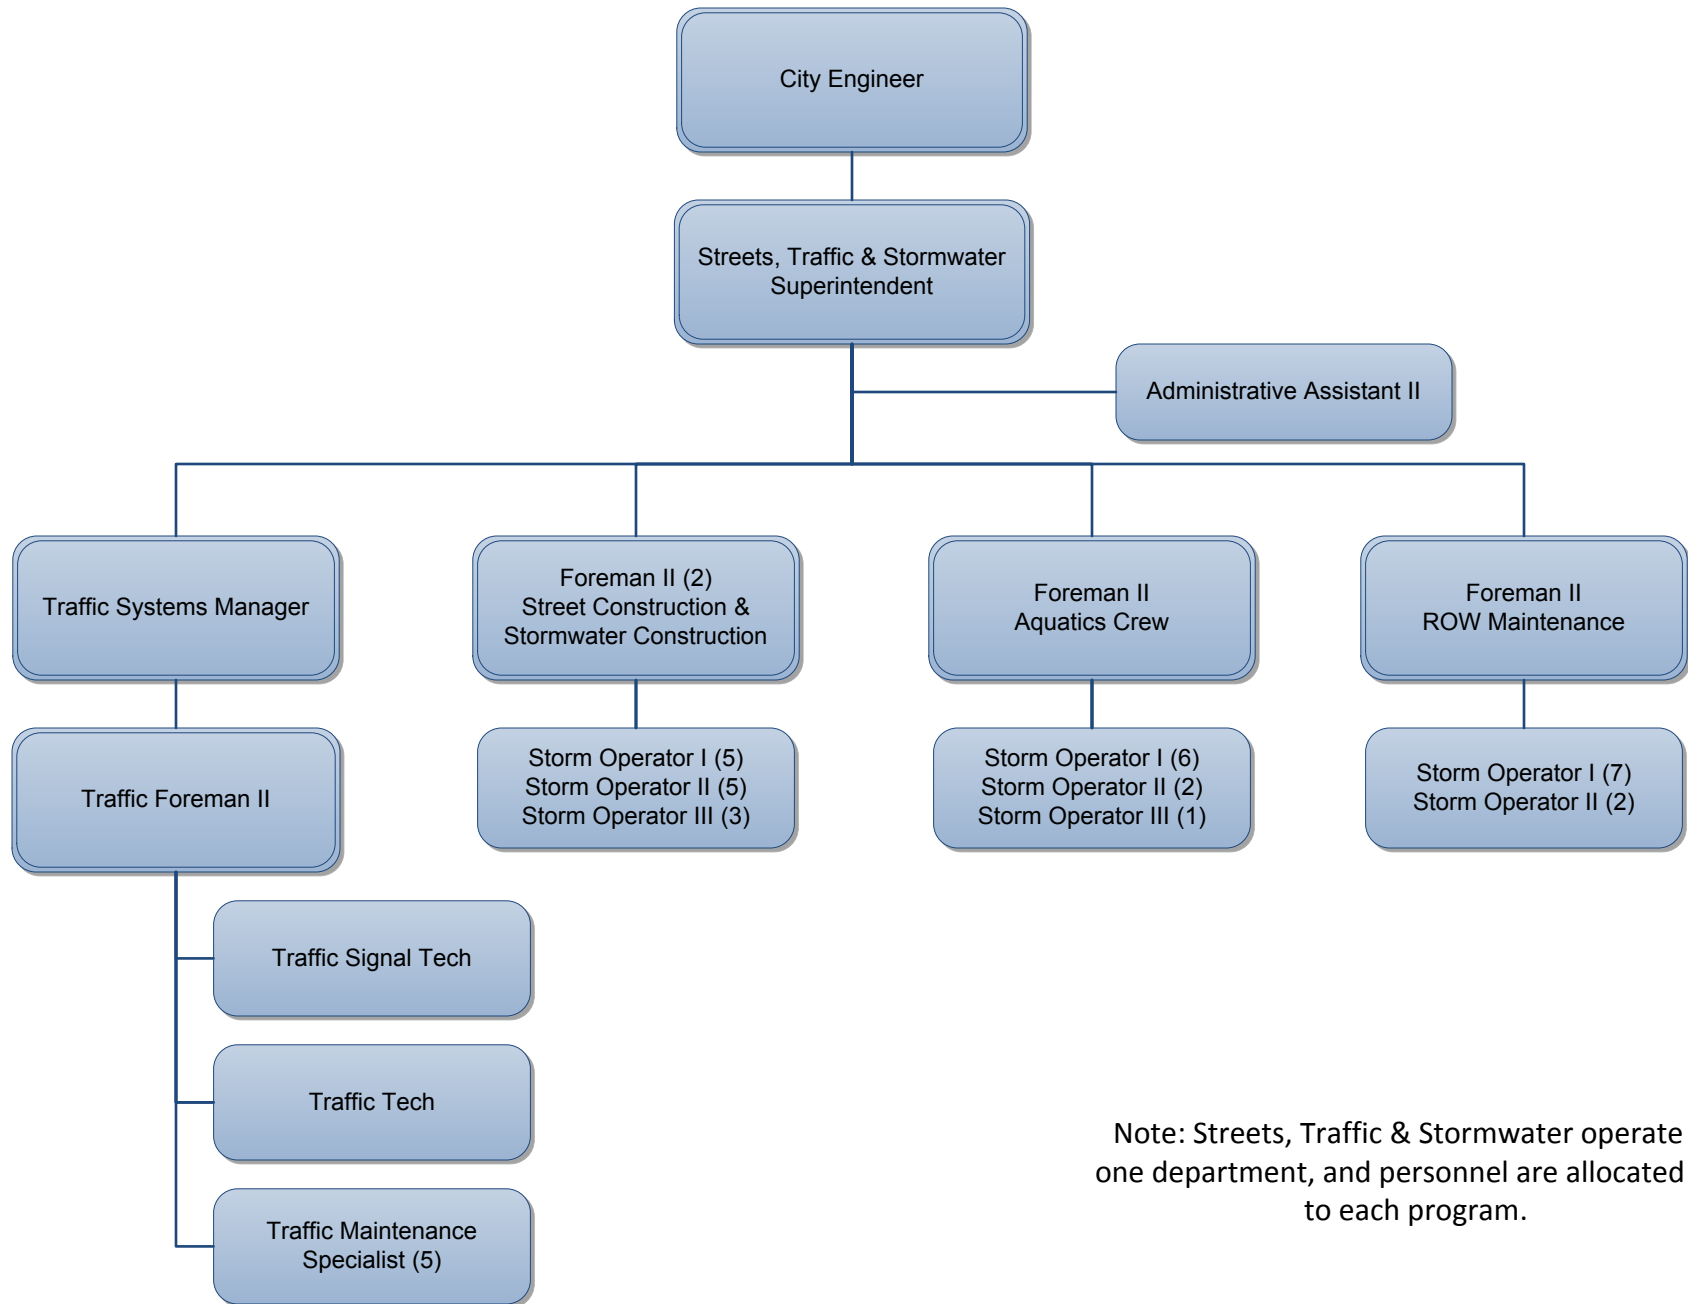 City Engineer
Streets, Traffic & Stormwater
Superintendent
Administrative Assistant II
Traffic Systems Manager
Foreman II (2)
Street Construction &
Stormwater Construction
Foreman II
Aquatics Crew
Foreman II
ROW Maintenance
Traffic Foreman II
Storm Operator I (5)
Storm Operator II (5)
Storm Operator III (3)
Storm Operator I (6)
Storm Operator II (2)
Storm Operator III (1)
Storm Operator I (7)
Storm Operator II (2)
Traffic Signal Tech
Traffic Tech
Traffic Maintenance
Specialist (5)
Note: Streets, Traffic & Stormwater operate
one department, and personnel are allocated
to each program.